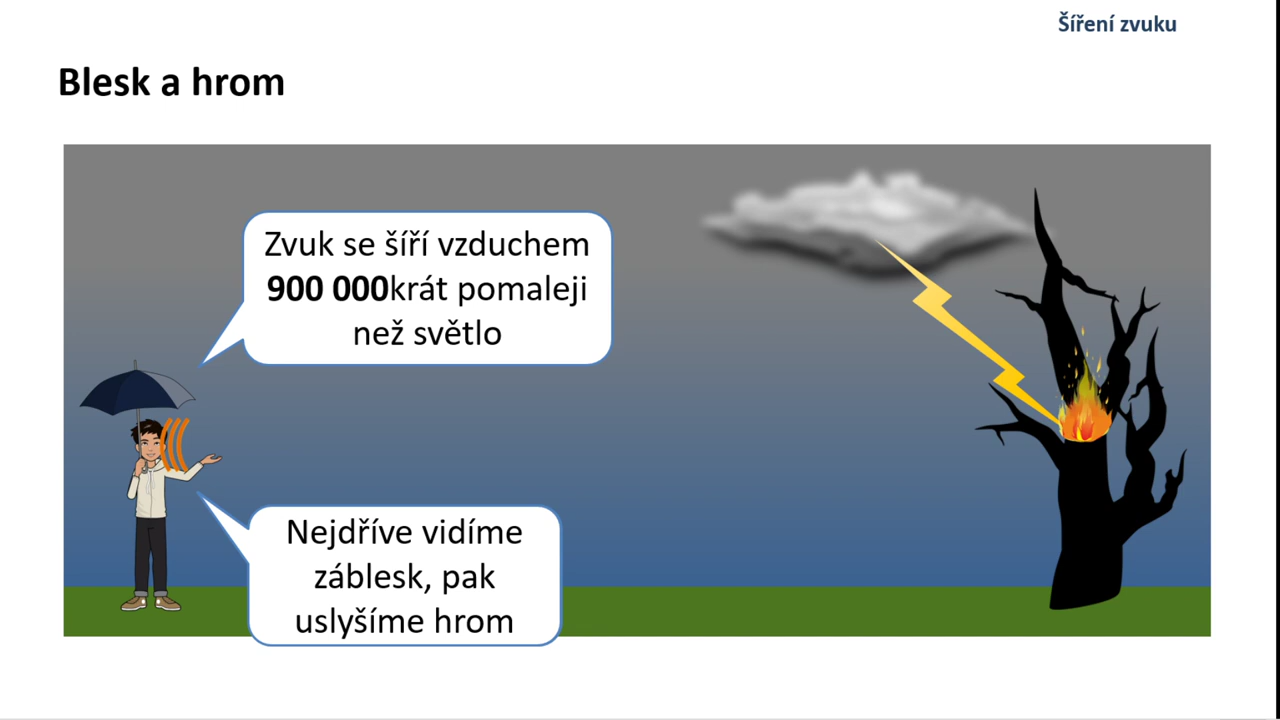 Šíření zvuku
Blesk a hrom
Zvuk se šíří vzduchem
900 000krát pomaleji
než světlo
Nejdříve vidíme
záblesk, pak
uslyšíme hrom